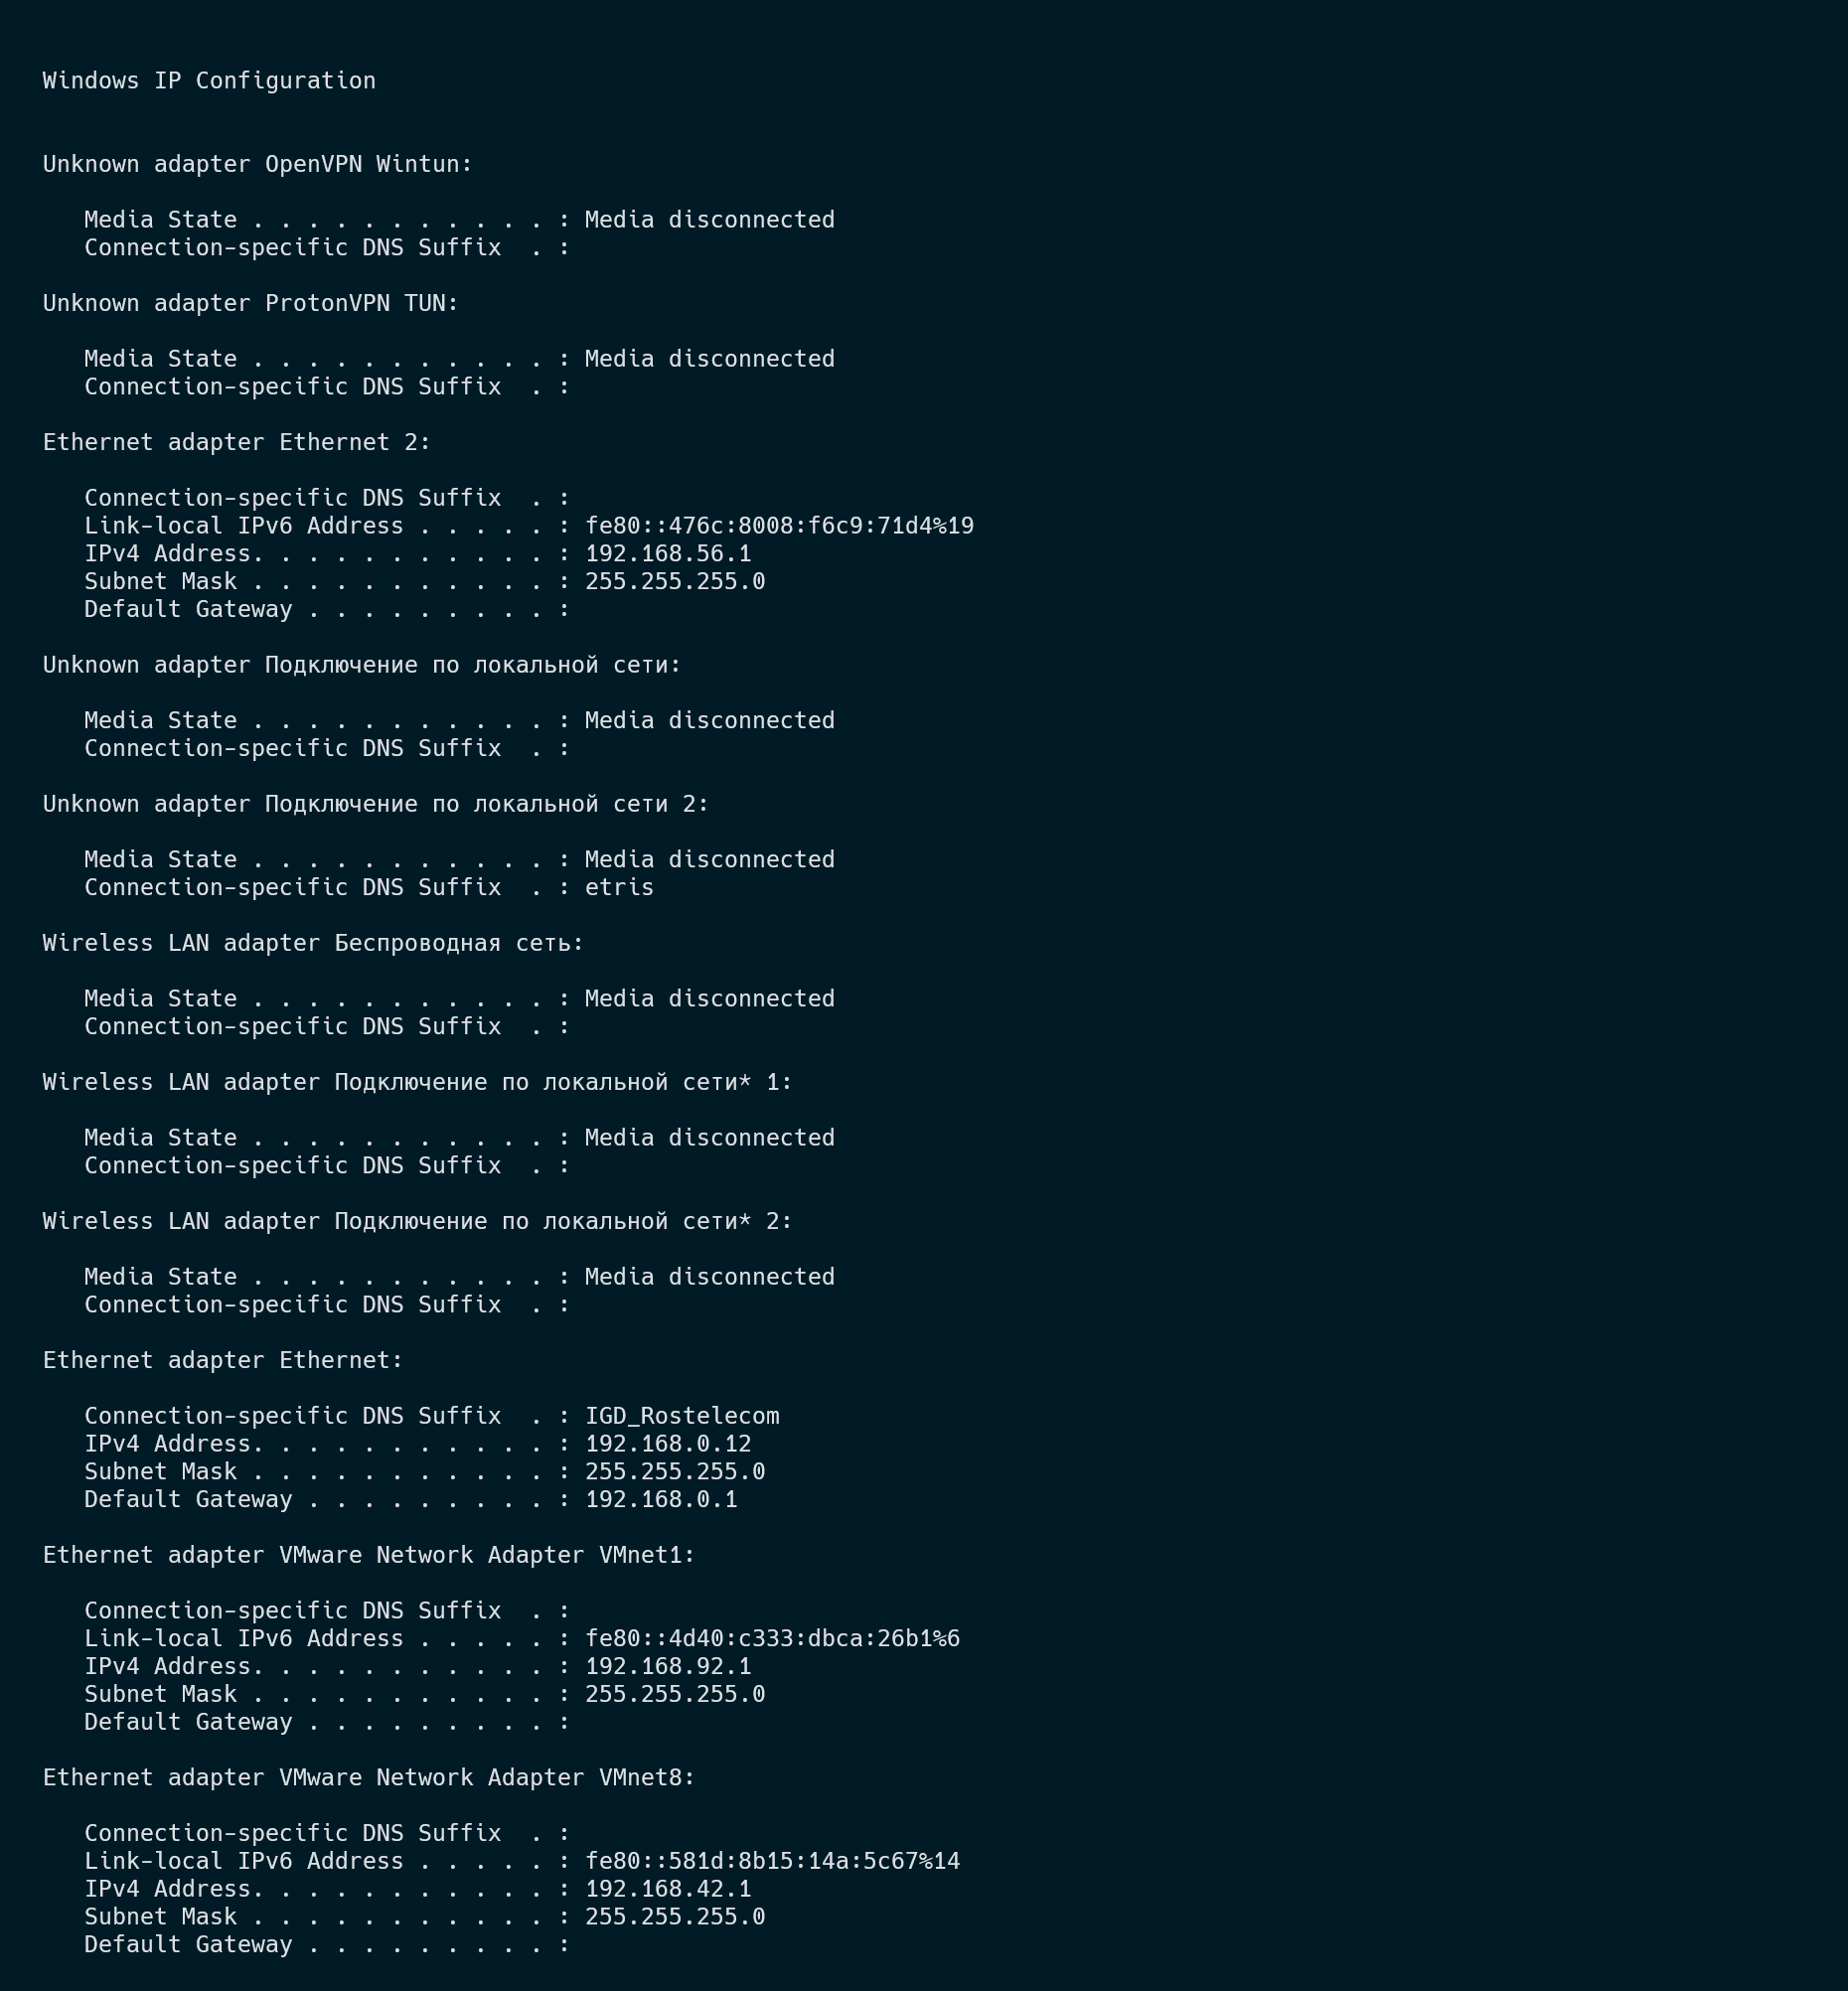 Windows IP Configuration
Unknown adapter OpenVPN Wintun:
   Media State . . . . . . . . . . . : Media disconnected
   Connection-specific DNS Suffix  . :
Unknown adapter ProtonVPN TUN:
   Media State . . . . . . . . . . . : Media disconnected
   Connection-specific DNS Suffix  . :
Ethernet adapter Ethernet 2:
   Connection-specific DNS Suffix  . :
   Link-local IPv6 Address . . . . . : fe80::476c:8008:f6c9:71d4%19
   IPv4 Address. . . . . . . . . . . : 192.168.56.1
   Subnet Mask . . . . . . . . . . . : 255.255.255.0
   Default Gateway . . . . . . . . . :
Unknown adapter Подключение по локальной сети:
   Media State . . . . . . . . . . . : Media disconnected
   Connection-specific DNS Suffix  . :
Unknown adapter Подключение по локальной сети 2:
   Media State . . . . . . . . . . . : Media disconnected
   Connection-specific DNS Suffix  . : etris
Wireless LAN adapter Беспроводная сеть:
   Media State . . . . . . . . . . . : Media disconnected
   Connection-specific DNS Suffix  . :
Wireless LAN adapter Подключение по локальной сети* 1:
   Media State . . . . . . . . . . . : Media disconnected
   Connection-specific DNS Suffix  . :
Wireless LAN adapter Подключение по локальной сети* 2:
   Media State . . . . . . . . . . . : Media disconnected
   Connection-specific DNS Suffix  . :
Ethernet adapter Ethernet:
   Connection-specific DNS Suffix  . : IGD_Rostelecom
   IPv4 Address. . . . . . . . . . . : 192.168.0.12
   Subnet Mask . . . . . . . . . . . : 255.255.255.0
   Default Gateway . . . . . . . . . : 192.168.0.1
Ethernet adapter VMware Network Adapter VMnet1:
   Connection-specific DNS Suffix  . :
   Link-local IPv6 Address . . . . . : fe80::4d40:c333:dbca:26b1%6
   IPv4 Address. . . . . . . . . . . : 192.168.92.1
   Subnet Mask . . . . . . . . . . . : 255.255.255.0
   Default Gateway . . . . . . . . . :
Ethernet adapter VMware Network Adapter VMnet8:
   Connection-specific DNS Suffix  . :
   Link-local IPv6 Address . . . . . : fe80::581d:8b15:14a:5c67%14
   IPv4 Address. . . . . . . . . . . : 192.168.42.1
   Subnet Mask . . . . . . . . . . . : 255.255.255.0
   Default Gateway . . . . . . . . . :